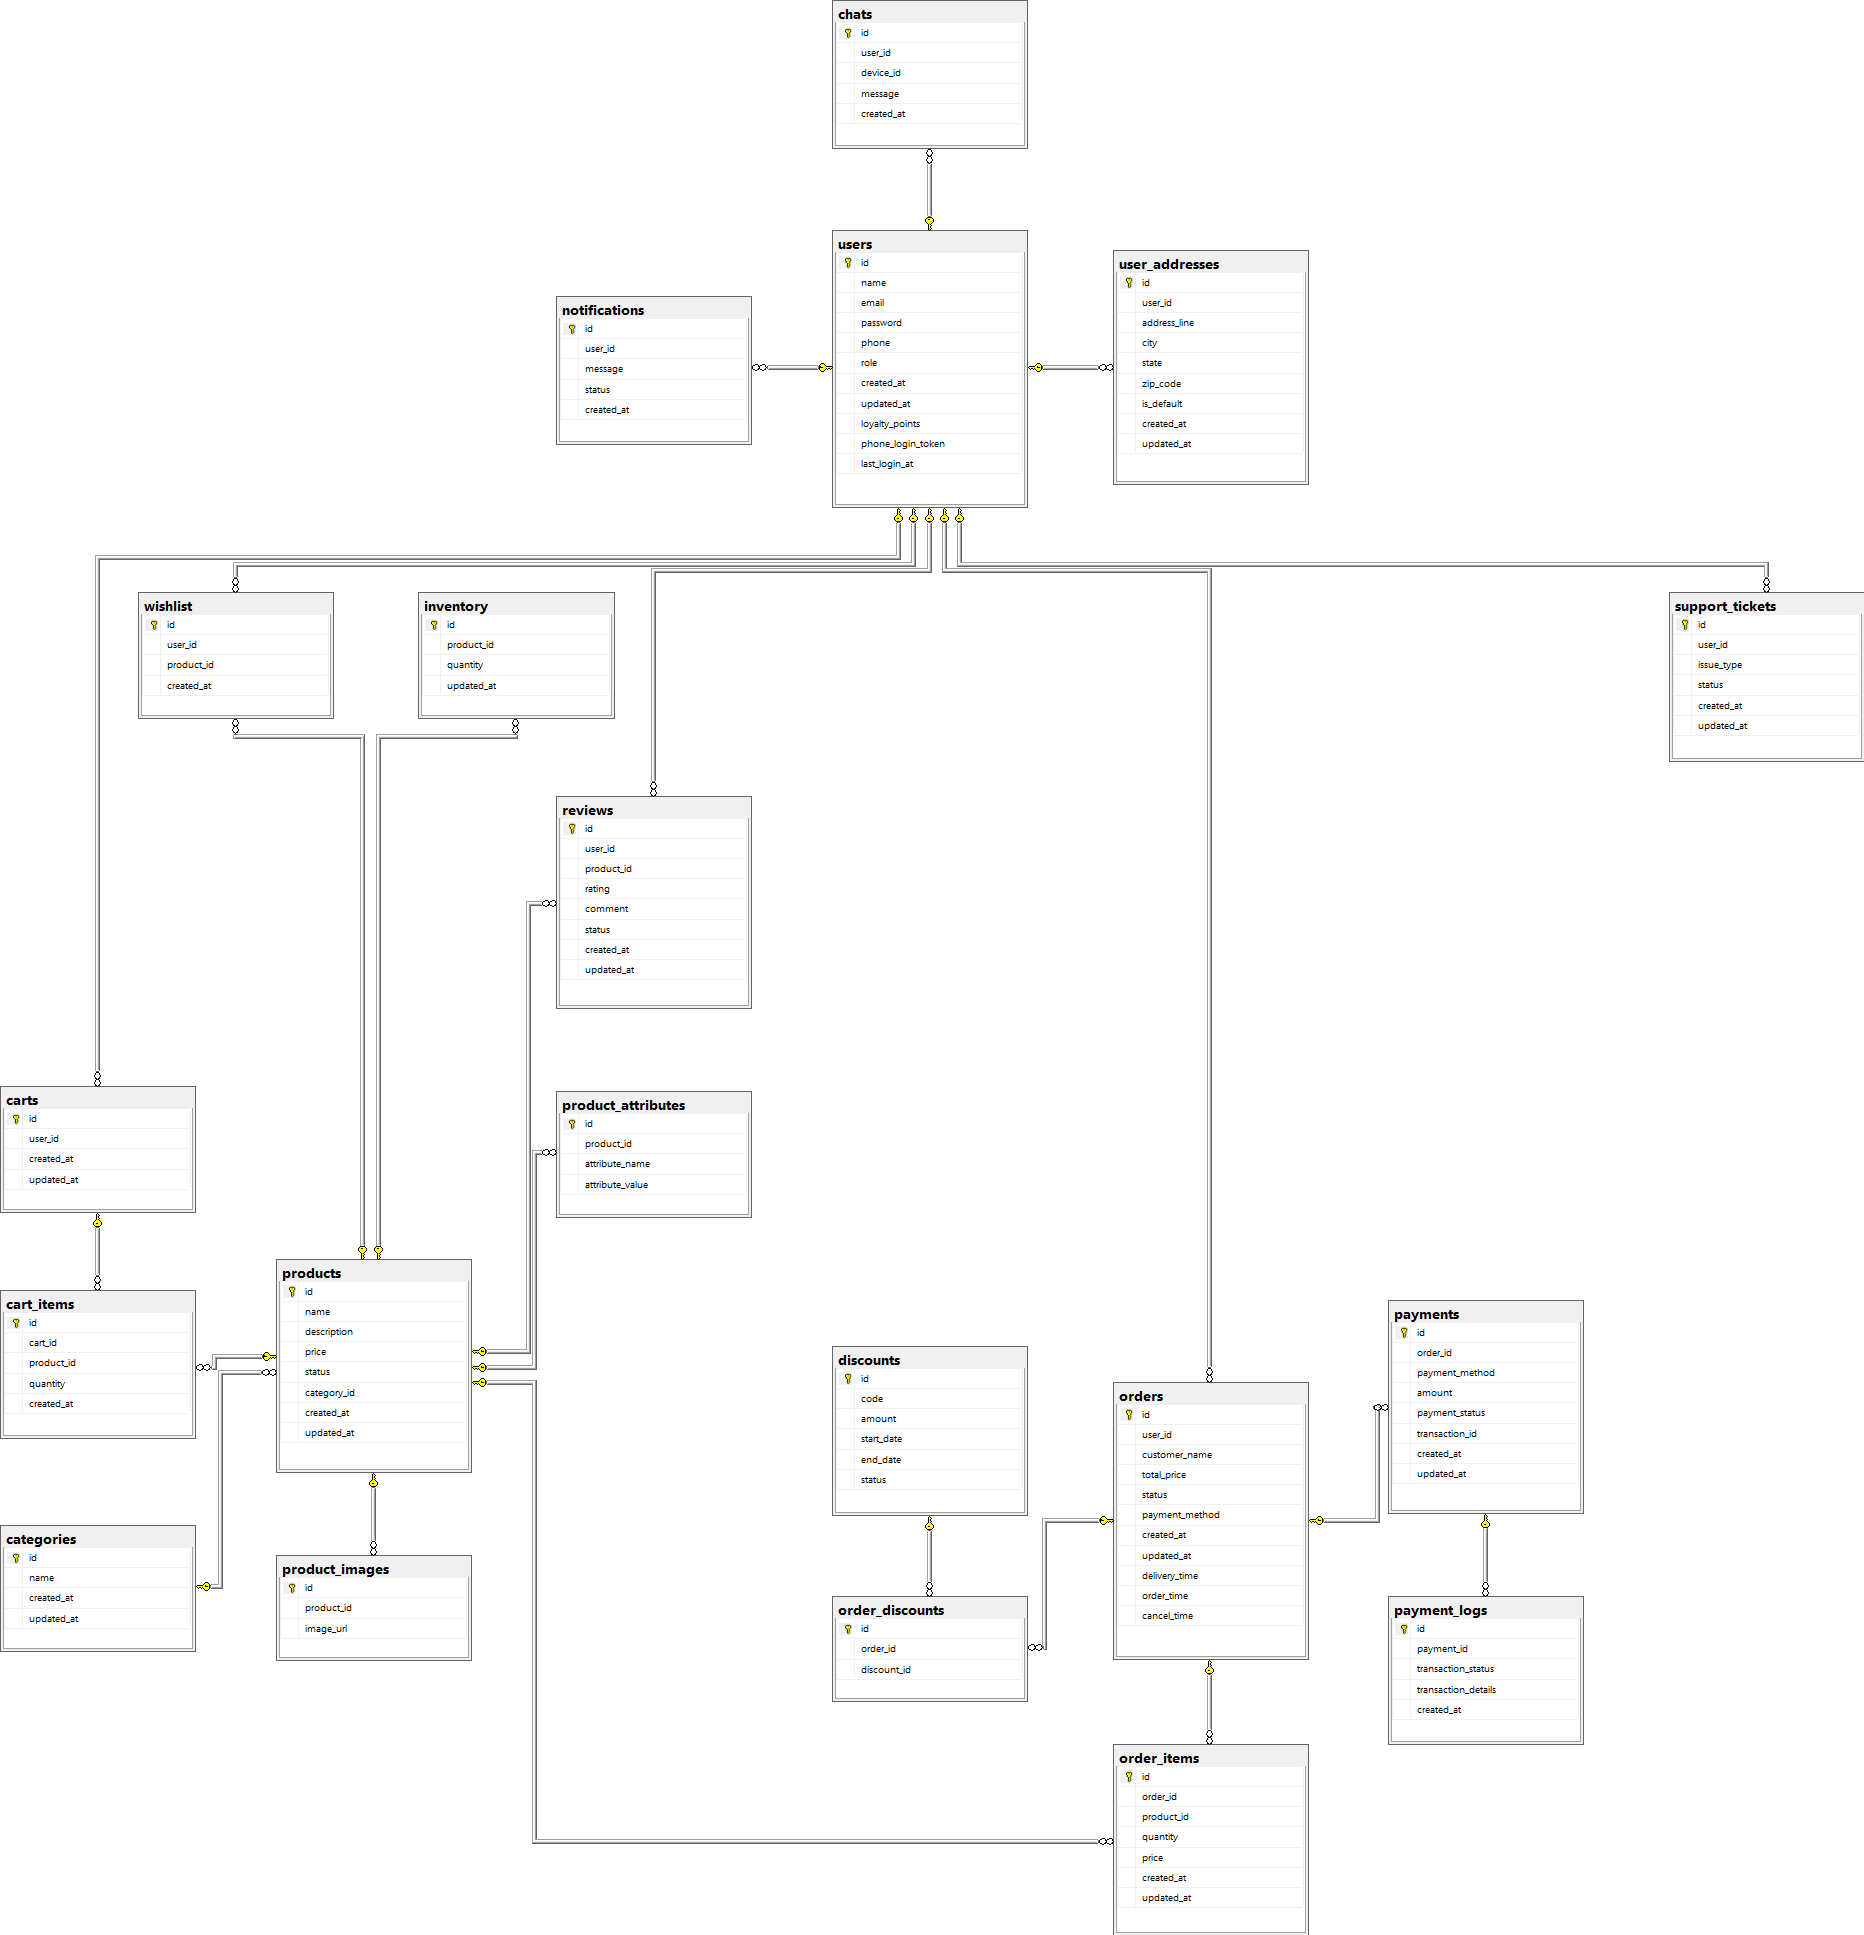 chats
id
user_id
device_id
message
created_at
users
id
name
email
password
phone
role
created_at
updated_at
loyalty_points
phone_login_token
last_login_at
user_addresses
id
user_id
address_line
city
state
zip_code
is_default
created_at
updated_at
notifications
id
user_id
message
status
created_at
wishlist
id
user_id
product_id
created_at
inventory
id
product_id
quantity
updated_at
support_tickets
id
user_id
issue_type
status
created_at
updated_at
reviews
id
user_id
product_id
rating
comment
status
created_at
updated_at
carts
id
user_id
created_at
updated_at
product_attributes
id
product_id
attribute_name
attribute_value
products
id
name
description
price
status
category_id
created_at
updated_at
cart_items
id
cart_id
product_id
quantity
created_at
payments
id
order_id
payment_method
amount
payment_status
transaction_id
created_at
updated_at
discounts
id
code
amount
start_date
end_date
status
orders
id
user_id
customer_name
total_price
status
payment_method
created_at
updated_at
delivery_time
order_time
cancel_time
categories
id
name
created_at
updated_at
product_images
id
product_id
image_url
order_discounts
id
order_id
discount_id
payment_logs
id
payment_id
transaction_status
transaction_details
created_at
order_items
id
order_id
product_id
quantity
price
created_at
updated_at